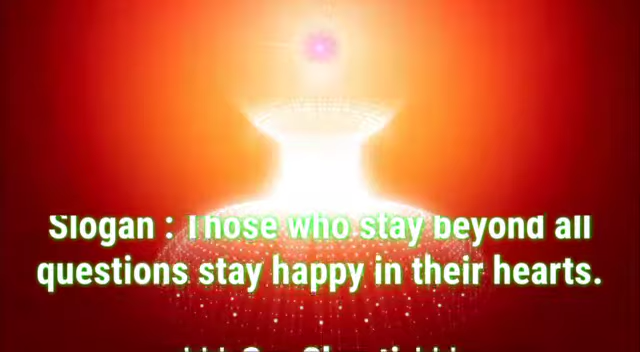 Slogan : Those who stay beyond all
questions stay happy in their hearts.